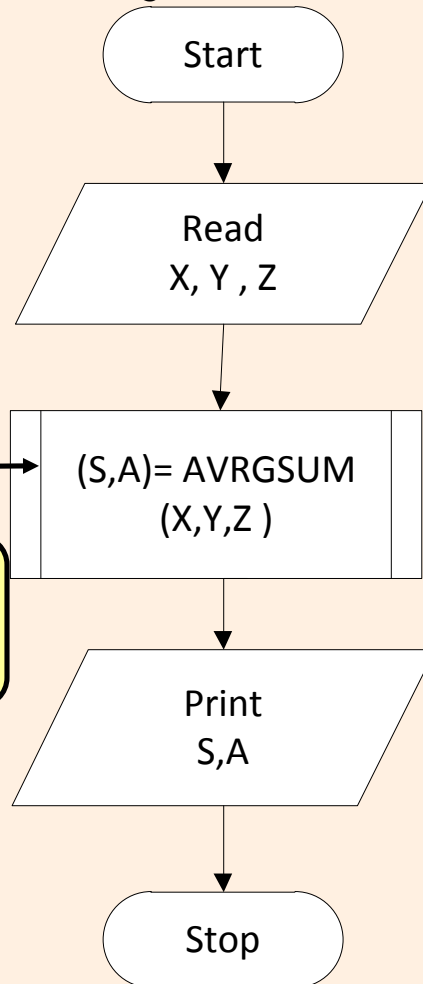 Start
Read
X, Y , Z
(S,A)= AVRGSUM
(X,Y,Z )
Print
S,A
Stop